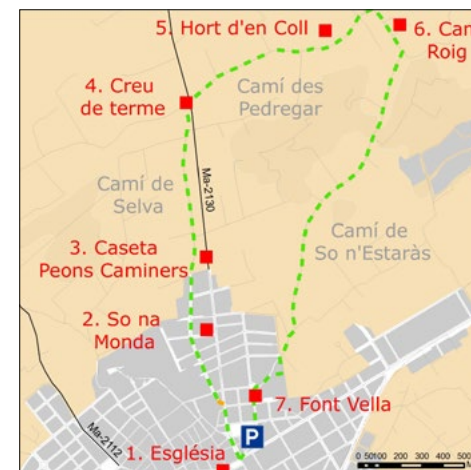 5. Hort d'en Coll
6. Can
Roig
4. Creu
de terme
Camí des
Pedregar
Ma-2130
Camí de
Selva
Camí de
So n'Estaràs
3. Caseta
Peons Caminers
2. So na
Monda
7. Font Vella
P
Ma-2112
1. Església
0 50100 200 300 400 500